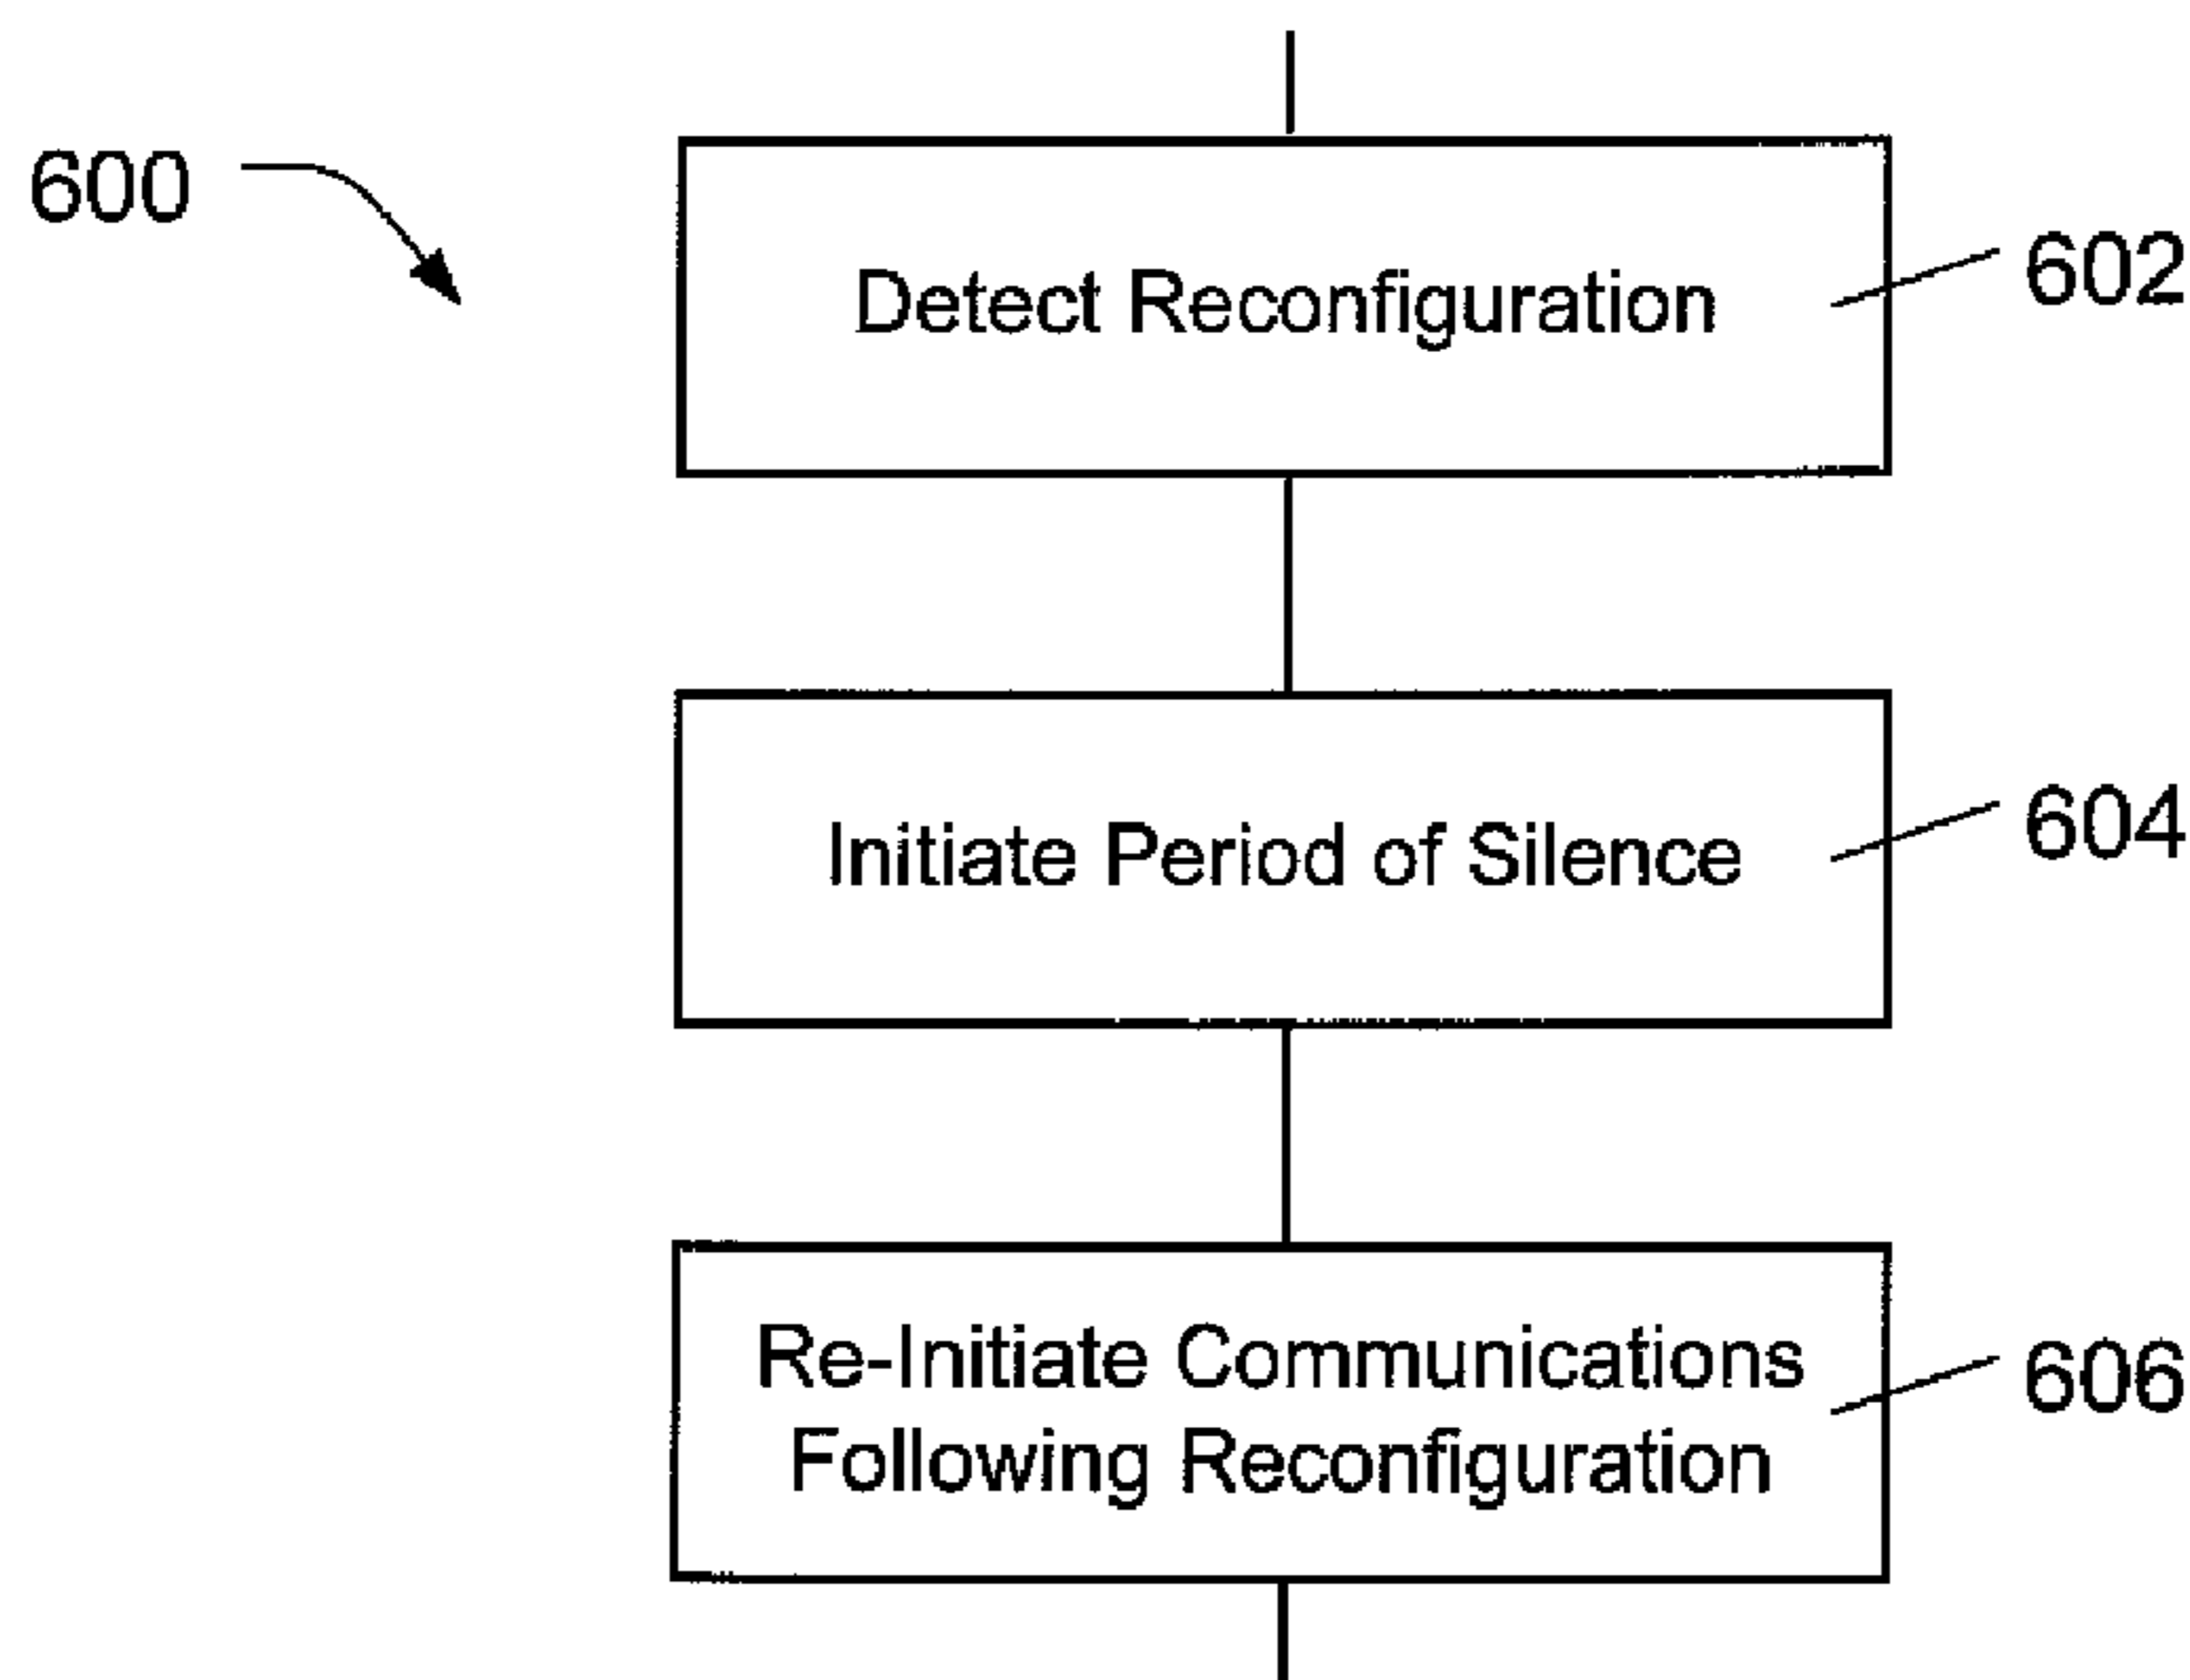 600
Detect Reconfiguration
602
Initiate Period of Silence
604
Re-Initiate Communications
Following Reconfiguration
606